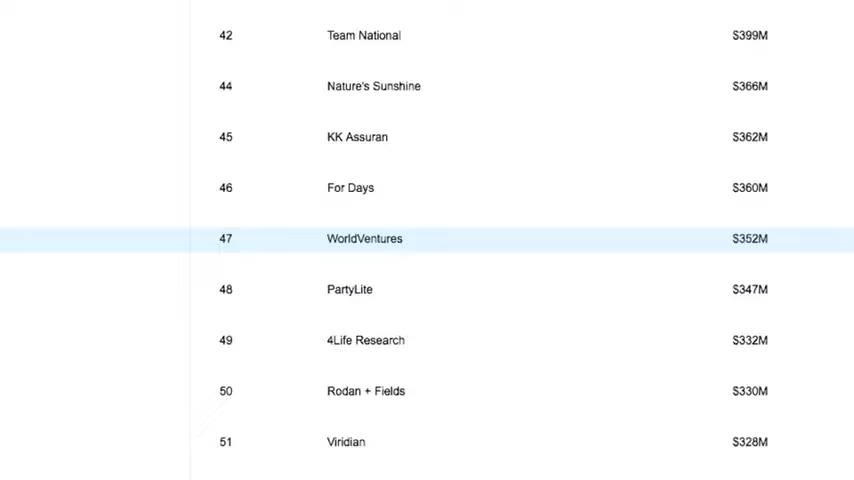 42 Team National $399M
44 Nature's Sunshine $366M
45 KK Assuran $362M
46 For Days $360M
47 WorldVentures $352M
48 PartyLite $347M
49 4Life Research $332M
50 Rodan + Fields $330M
51 Viridian $328M